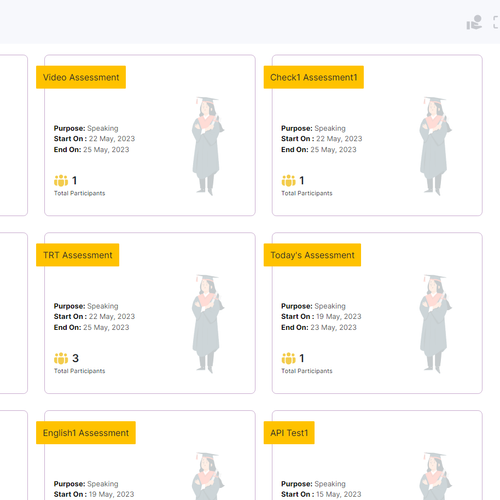 Video Assessment
Purpose: Speaking
Start On : 22 May, 2023
End On: 25 May, 2023
1
Total Participants
Check1 Assessment1
Purpose: Speaking
Start On : 22 May, 2023
End On: 25 May, 2023
1
Total Participants
TRT Assessment
Purpose: Speaking
Start On : 22 May, 2023
End On: 25 May, 2023
3
Total Participants
Today's Assessment
Purpose: Speaking
Start On : 19 May, 2023
End On: 23 May, 2023
1
Total Participants
English1 Assessment
Purpose: Speaking
Start On : 19 May, 2023
API Test1
Purpose: Speaking
Start On : 15 May, 2023